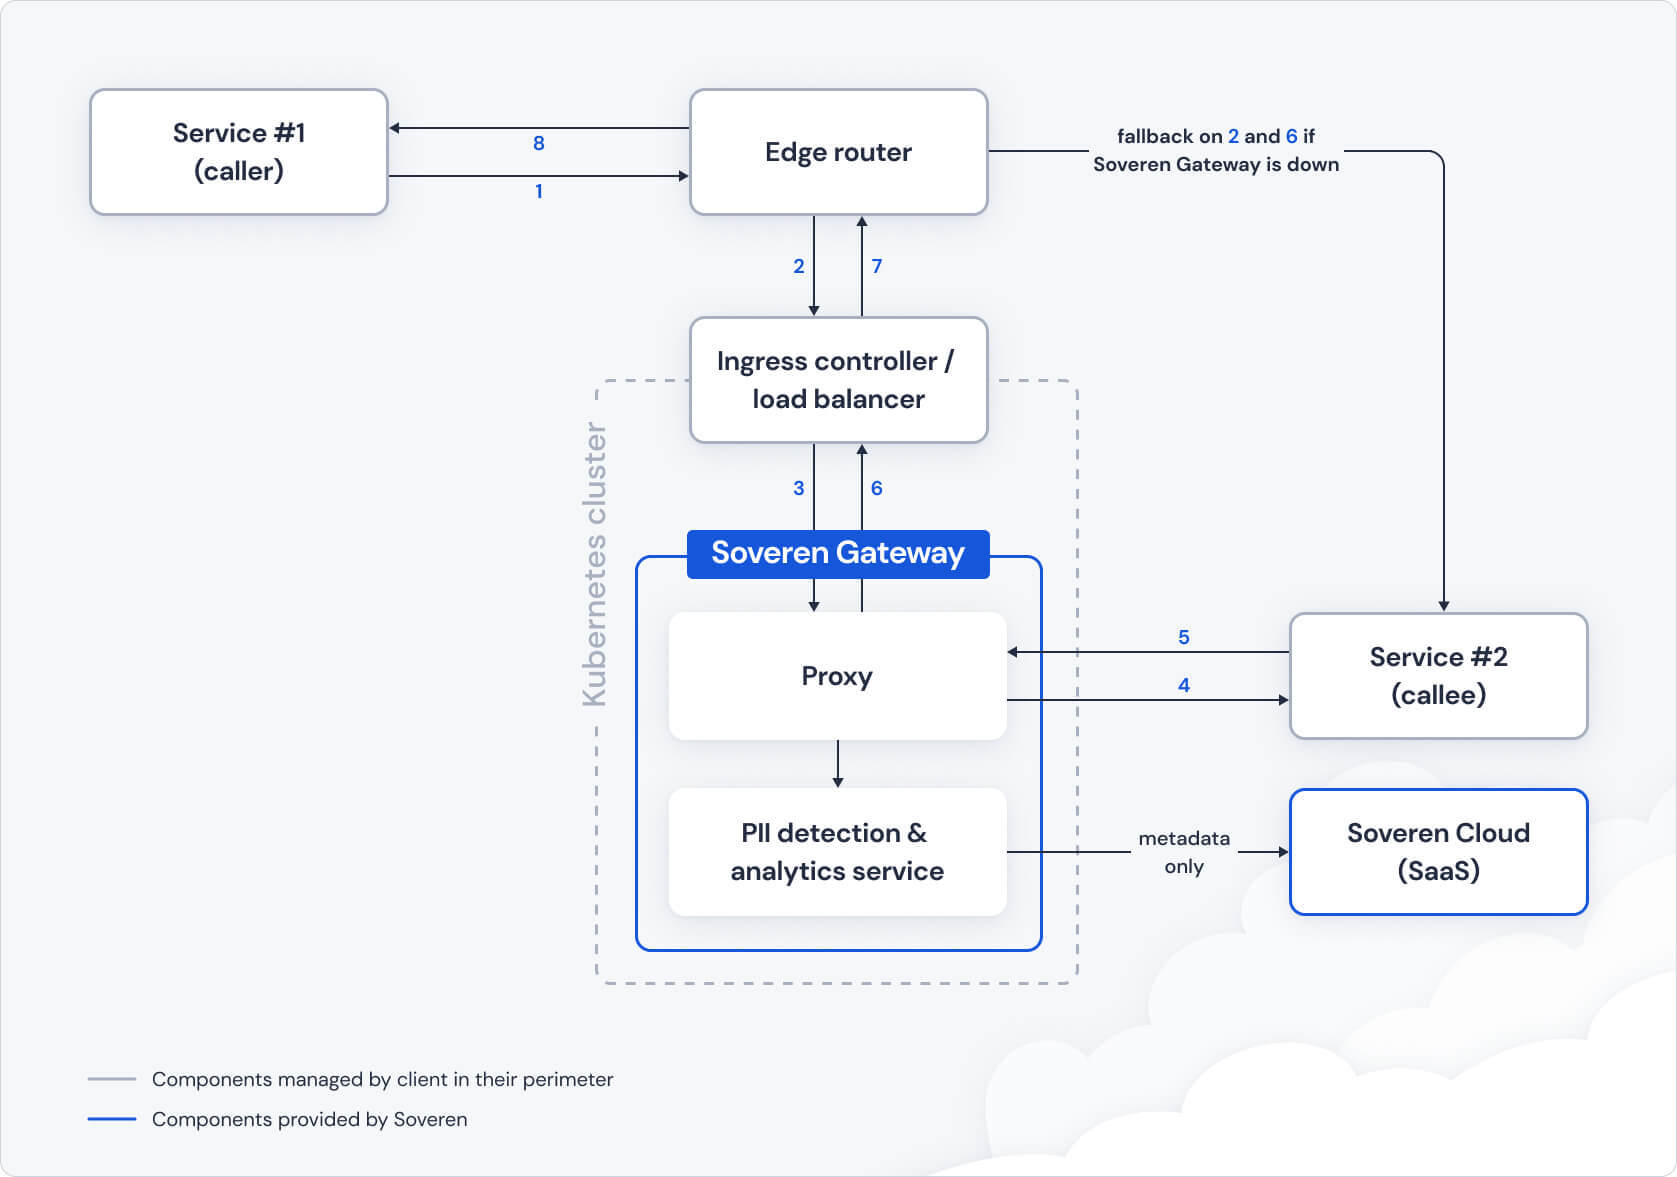 Service #1
(caller)
8
1
Edge router
fallback on 2 and 6 if
Soveren Gateway is down
2
7
Ingress controller /
load balancer
Kubernetes cluster
3
6
Soveren Gateway
Proxy
5
4
Service #2
(callee)
PII detection &
analytics service
metadata
only
Soveren Cloud
(SaaS)
Components managed by client in their perimeter
Components provided by Soveren